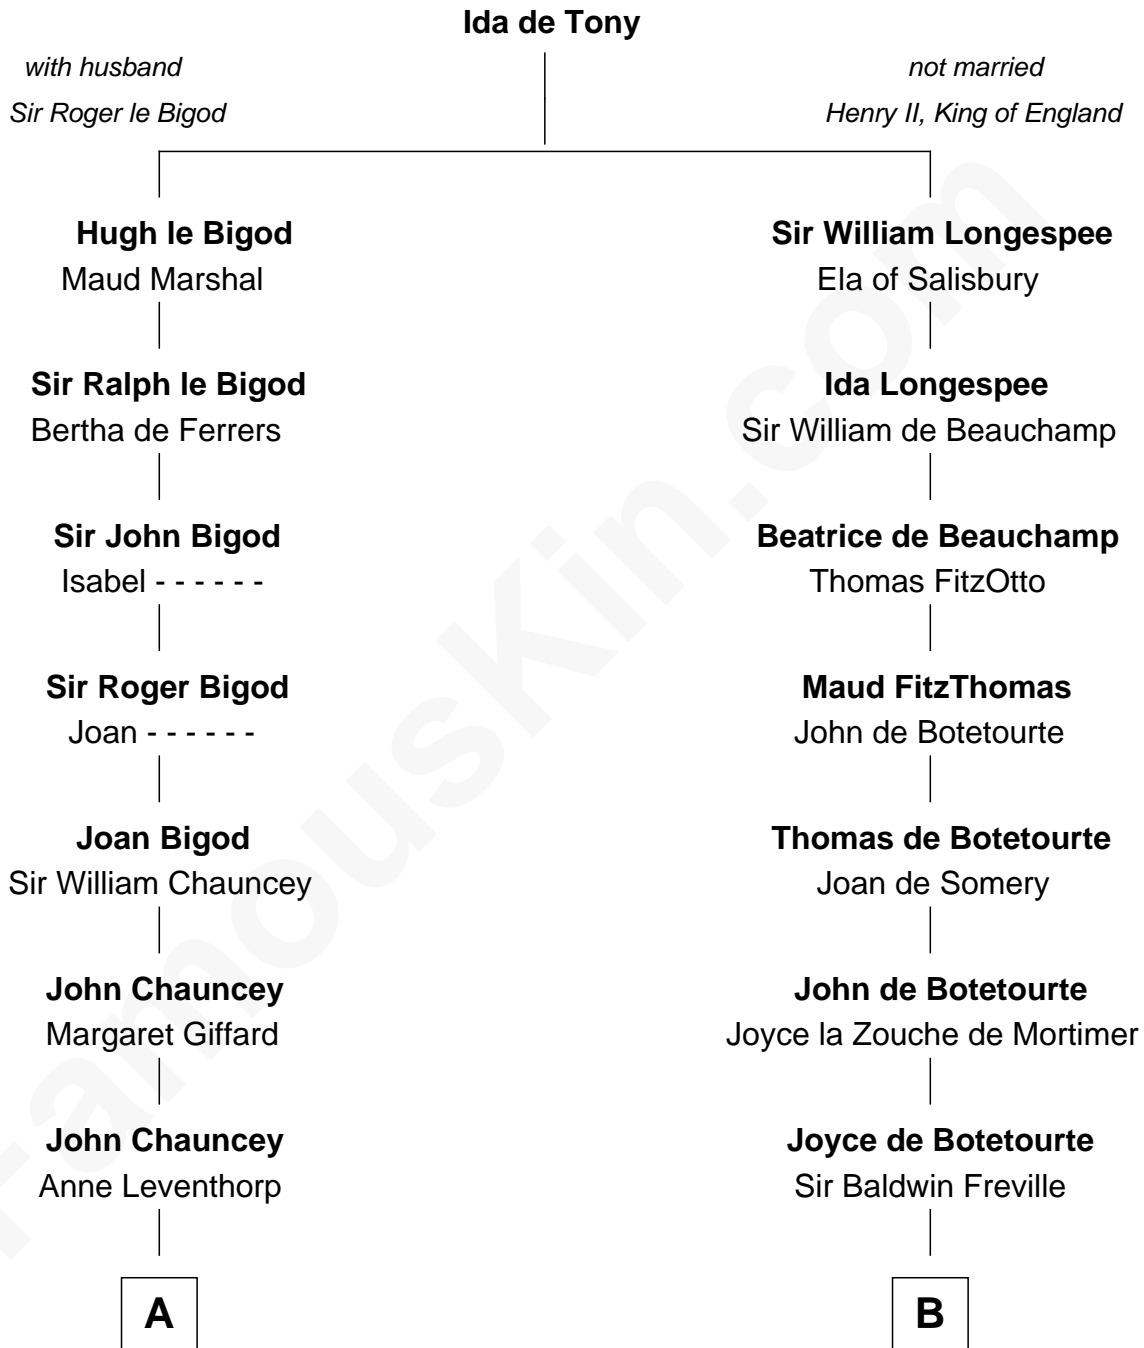 Ida de Tony
with husband
Sir Roger le Bigod
not married
Henry II, King of England
Hugh le Bigod
Maud Marshal
Sir William Longespee
Ela of Salisbury
Sir Ralph le Bigod
Bertha de Ferrers
Ida Longespee
Sir William de Beauchamp
Sir John Bigod
Isabel - - - - - -
Beatrice de Beauchamp
Thomas FitzOtto
Sir Roger Bigod
Joan - - - - - -
Maud FitzThomas
John de Botetourte
Joan Bigod
Sir William Chauncey
Thomas de Botetourte
Joan de Somery
John Chauncey
Margaret Giffard
John de Botetourte
Joyce la Zouche de Mortimer
John Chauncey
Anne Leventhorp
Joyce de Botetourte
Sir Baldwin Freville
A
B
FamousKin.com